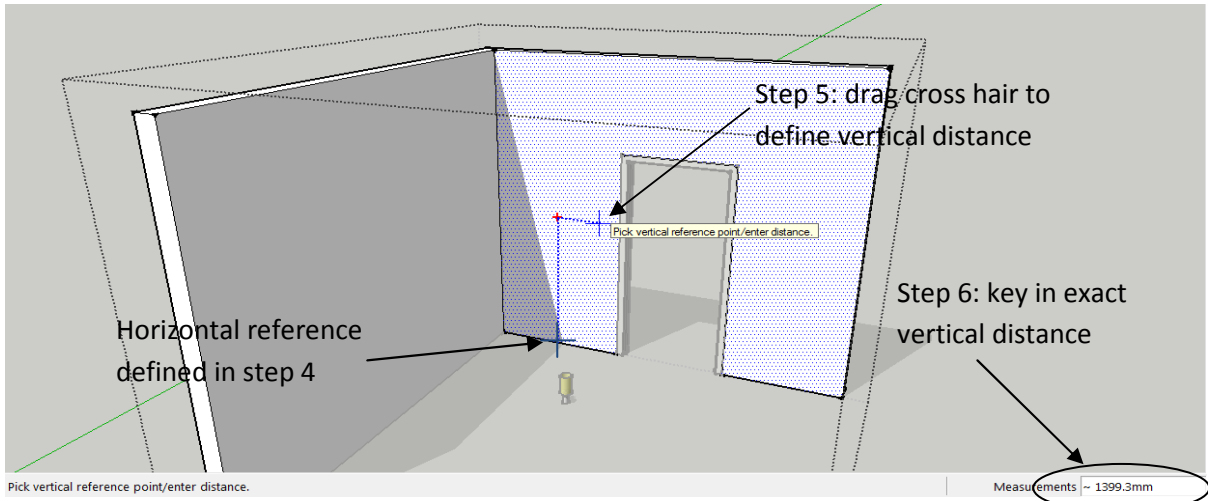 Step 5: drag cross hair to
define vertical distance
Pick vertical reference point/enter distance.
Step 6: key in exact
vertical distance
Horizontal reference
defined in step 4
Pick vertical reference point/enter distance.
Measurements ~ 1399.3mm